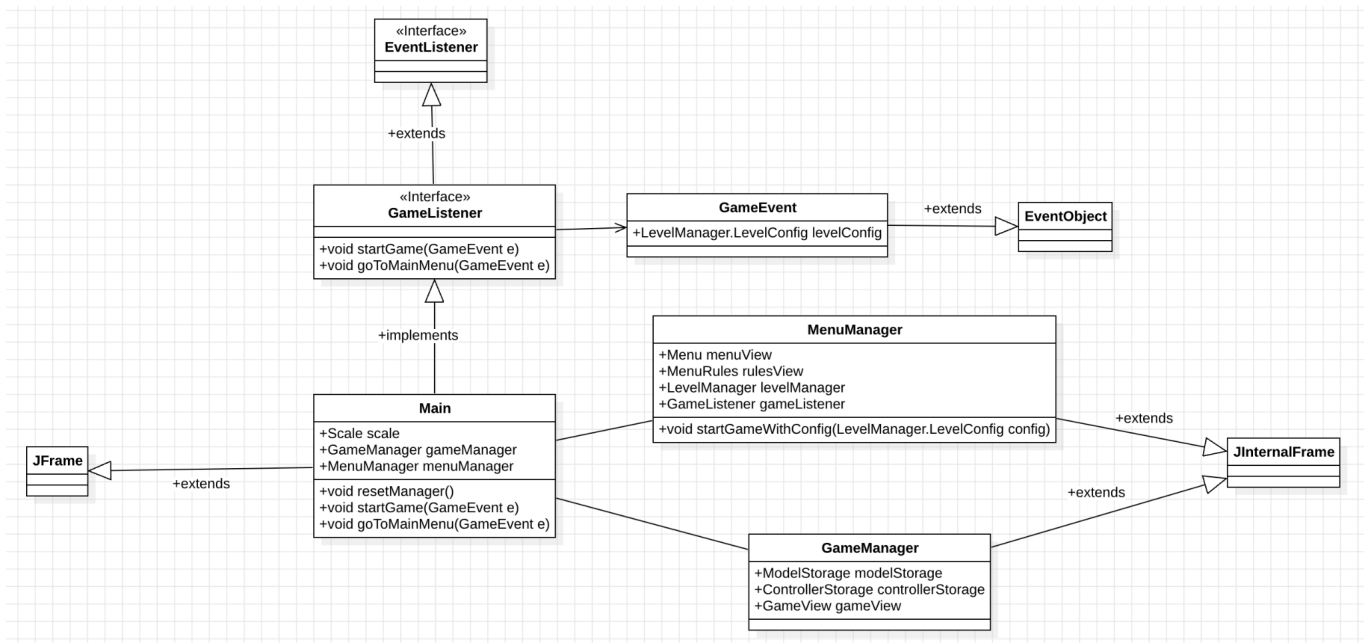 «Interface»
EventListener
+extends
«Interface»
GameListener
+void startGame(GameEvent e)
+void goToMainMenu(GameEvent e)
GameEvent
+LevelManager.LevelConfig levelConfig
+extends
EventObject
+implements
MenuManager
+Menu menuView
+MenuRules rulesView
+LevelManager levelManager
+GameListener gameListener
+void startGameWithConfig(LevelManager.LevelConfig config)
Main
+Scale scale
+GameManager gameManager
+MenuManager menuManager
+void resetManager()
+void startGame(GameEvent e)
+void goToMainMenu(GameEvent e)
JFrame
+extends
+extends
JInternalFrame
+extends
GameManager
+ModelStorage modelStorage
+ControllerStorage controllerStorage
+GameView gameView